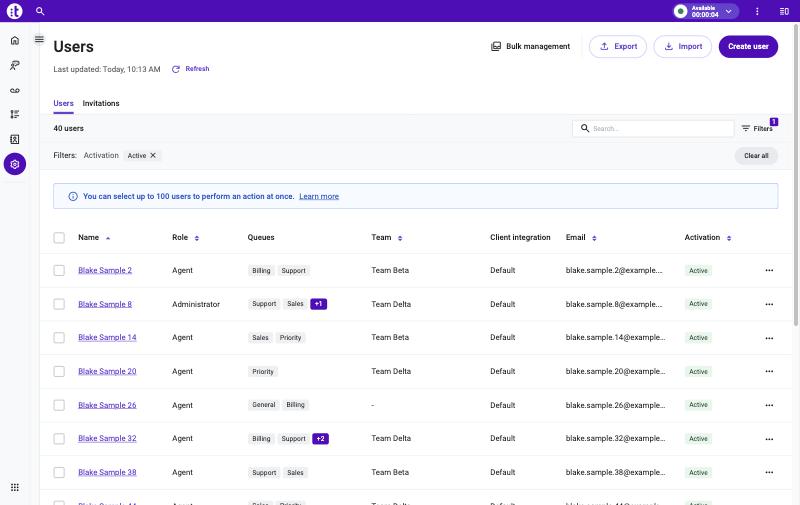 Available
00:00:04
Users
Bulk management
Export
Import
Create user
Last updated: Today, 10:13 AM
Refresh
Users Invitations
40 users
Search...
Filters
1
Filters: Activation Active
Clear all
You can select up to 100 users to perform an action at once. Learn more
Name Role Queues Team Client integration Email Activation
Blake Sample 2 Agent Billing Support Team Beta Default blake.sample.2@example... Active
Blake Sample 8 Administrator Support Sales +1 Team Delta Default blake.sample.8@example... Active
Blake Sample 14 Agent Sales Priority Team Beta Default blake.sample.14@example... Active
Blake Sample 20 Agent Priority Team Delta Default blake.sample.20@example... Active
Blake Sample 26 Agent General Billing - Default blake.sample.26@example... Active
Blake Sample 32 Agent Billing Support +2 Team Delta Default blake.sample.32@example... Active
Blake Sample 38 Agent Support Sales Team Beta Default blake.sample.38@example... Active